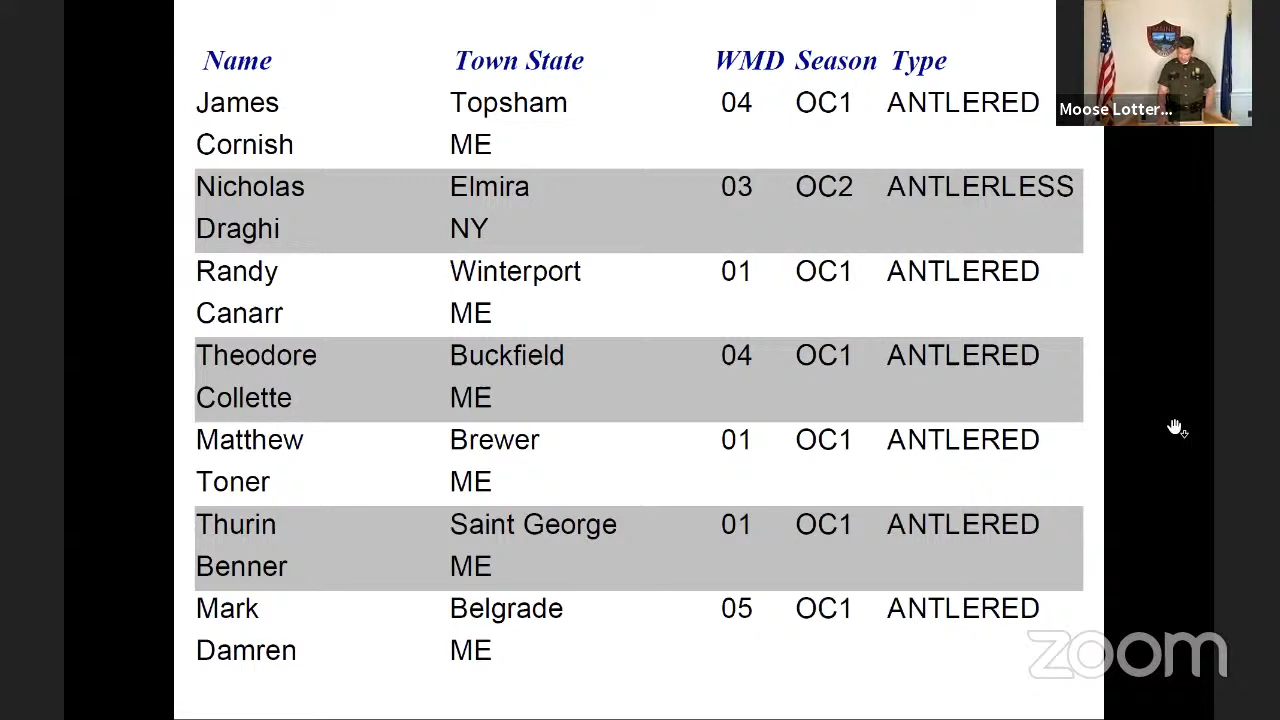 Name Town State WMD Season Type
James Topsham 04 OC1 ANTLERED
Cornish ME
Nicholas Elmira 03 OC2 ANTLERLESS
Draghi NY
Randy Winterport 01 OC1 ANTLERED
Canarr ME
Theodore Buckfield 04 OC1 ANTLERED
Collette ME
Matthew Brewer 01 OC1 ANTLERED
Toner ME
Thurin Saint George 01 OC1 ANTLERED
Benner ME
Mark Belgrade 05 OC1 ANTLERED
Damren ME
Moose Lotter...
zoom